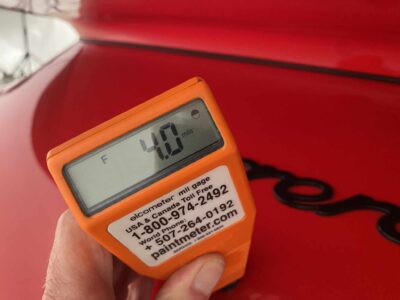 F 4.0 mils
elcometer mil gage
USA & Canada Toll Free
1-800-974-2492
World Phone:
+ 507-264-0192
paintmeter.com